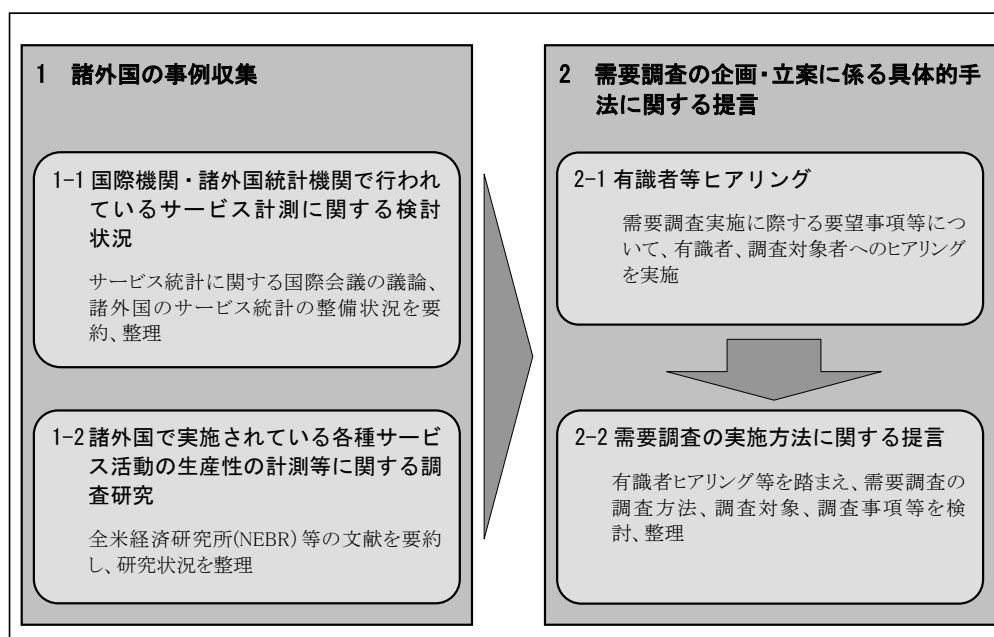 1 諸外国の事例収集
1-1 国際機関・諸外国統計機関で行われ
ているサービス計測に関する検討
状況
サービス統計に関する国際会議の議論、
諸外国のサービス統計の整備状況を要
約、整理
1-2 諸外国で実施されている各種サービ
ス活動の生産性の計測等に関する調
査研究
全米経済研究所(NEBR)等の文献を要約
し、研究状況を整理
2 需要調査の企画・立案に係る具体的手
法に関する提言
2-1 有識者等ヒアリング
需要調査実施に際する要望事項等につ
いて、有識者、調査対象者へのヒアリング
を実施
2-2 需要調査の実施方法に関する提言
有識者ヒアリング等を踏まえ、需要調査の
調査方法、調査対象、調査事項等を検
討、整理